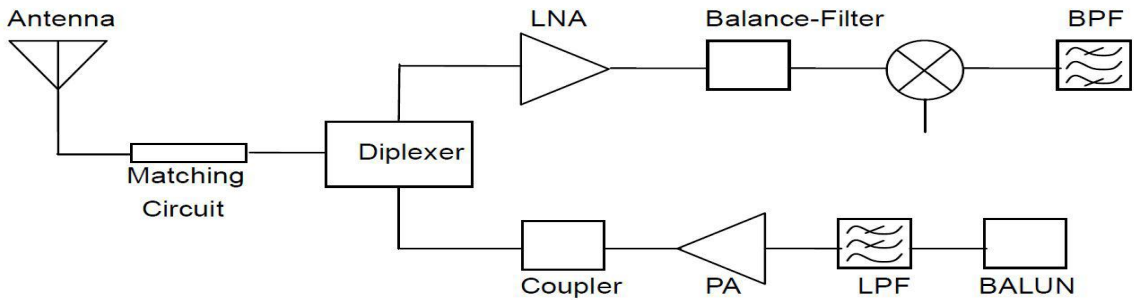 Antenna
LNA
Balance-Filter
BPF
Diplexer
Matching
Circuit
Coupler
PA
LPF
BALUN